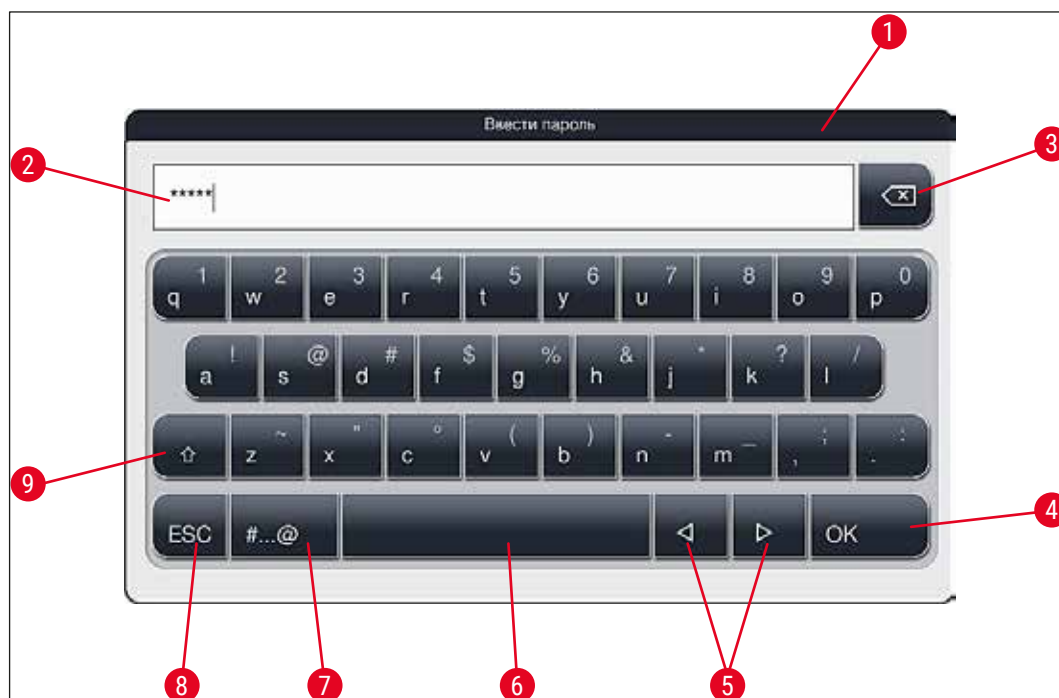 1
Ввести пароль
2
*****
3
1 2 3 4 5 6 7 8 9 0
q w e r t y u i o p
! @ # $ % & * ? /
a s d f g h j k l
~ " ° ( ) - _ ; :
z x c v b n m , .
9
ESC #...@ OK
4
8 7 6 5